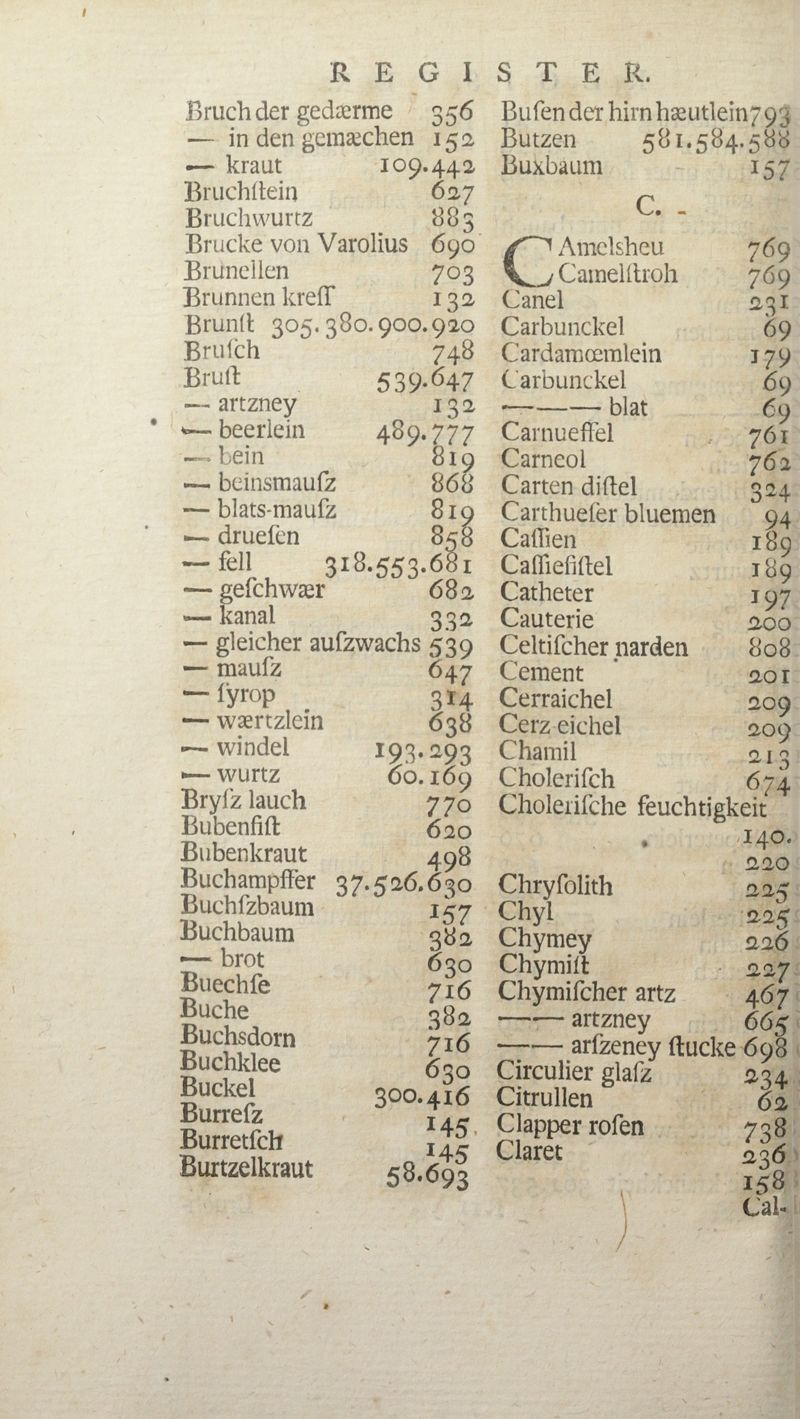 REGISTER.
Bruch der gedærme 356
— in den gemæchen 152
— kraut 109.442
Bruchſtein 627
Bruchwurtz 883
Brucke von Varolius 690
Brunellen 703
Brunnen kreſſ 132
Brunſt 305.380.900.920
Bruſch 748
Bruſt 539.647
— artzney 132
— beerlein 489.777
— bein 819
— beinsmauſz 868
— blats-mauſz 819
— drueſen 858
— fell 318.553.681
— geſchwær 682
— kanal 332
— gleicher auſzwachs 539
— mauſz 647
— ſyrop 314
— wærtzlein 638
— windel 193.293
— wurtz 60.169
Bryſz lauch 770
Bubenfiſt 620
Bubenkraut 498
Buchampffer 37.526.630
Buchſzbaum 157
Buchbaum 382
— brot 630
Buechſe 716
Buche 382
Buchsdorn 716
Buchklee 630
Buckel 300.416
Burreſz 145
Burretſch 145
Burtzelkraut 58.693
Buſen der hirn hæutlein 793
Butzen 581.584.588
Buxbaum 157
C.
CAmelsheu 769
Camelſtroh 769
Canel 231
Carbunckel 69
Cardamœmlein 179
Carbunckel 69
—— blat 69
Carnueffel 761
Carneol 762
Carten diſtel 324
Carthueſer bluemen 94
Caſſien 189
Caſſiefiſtel 189
Catheter 197
Cauterie 200
Celtiſcher narden 808
Cement 201
Cerraichel 209
Cerz eichel 209
Chamil 213
Choleriſch 674
Choleriſche feuchtigkeit
140.
220
Chryſolith 225
Chyl 225
Chymey 226
Chymiſt 227
Chymiſcher artz 467
—— artzney 665
—— arſzeney ſtucke 698
Circulier glaſz 234
Citrullen 62
Clapper roſen 738
Claret 236
158
Cal-